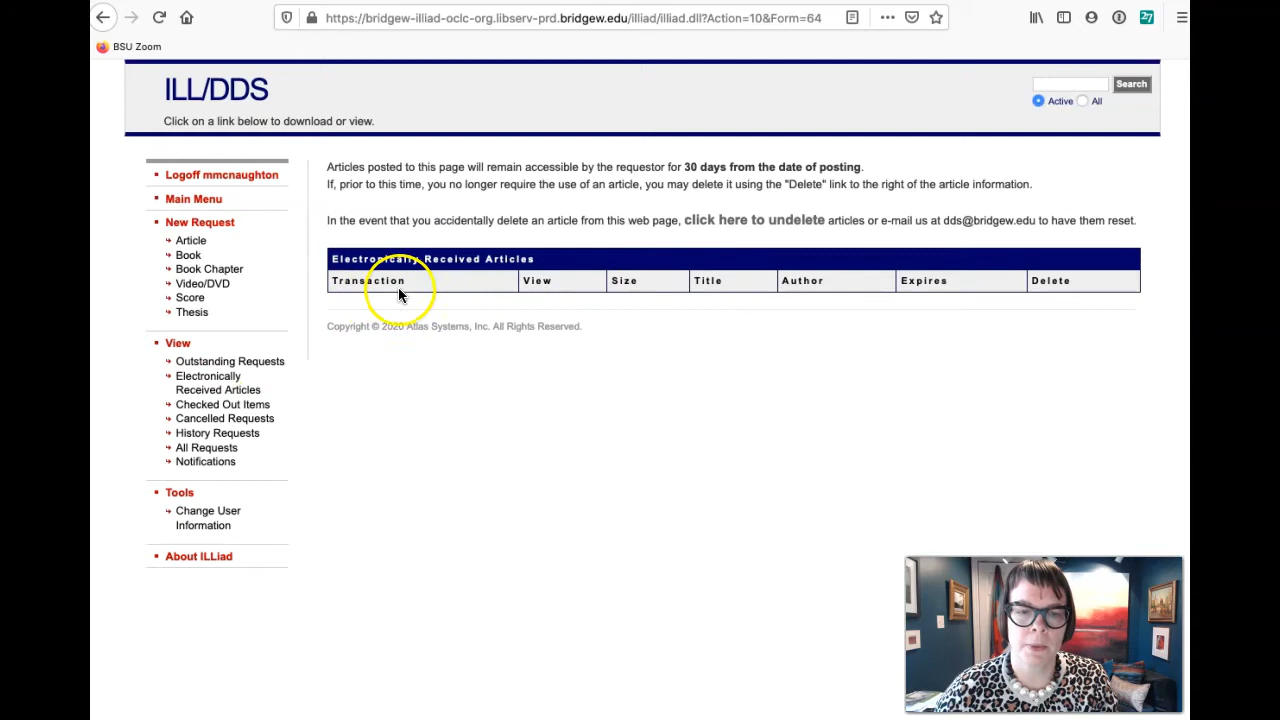 https://bridgew-illiad-oclc-org.libserv-prd.bridgew.edu/illiad/illiad.dll?Action=10&Form=64
27
BSU Zoom
ILL/DDS
Click on a link below to download or view.
Search
Active All
Logoff mmcnaughton
Main Menu
New Request
Article
Book
Book Chapter
Video/DVD
Score
Thesis
View
Outstanding Requests
Electronically
Received Articles
Checked Out Items
Cancelled Requests
History Requests
All Requests
Notifications
Tools
Change User
Information
About ILLiad
Articles posted to this page will remain accessible by the requestor for 30 days from the date of posting.
If, prior to this time, you no longer require the use of an article, you may delete it using the "Delete" link to the right of the article information.
In the event that you accidentally delete an article from this web page, click here to undelete articles or e-mail us at dds@bridgew.edu to have them reset.
Electronically Received Articles
Transaction View Size Title Author Expires Delete
Copyright © 2020 Atlas Systems, Inc. All Rights Reserved.